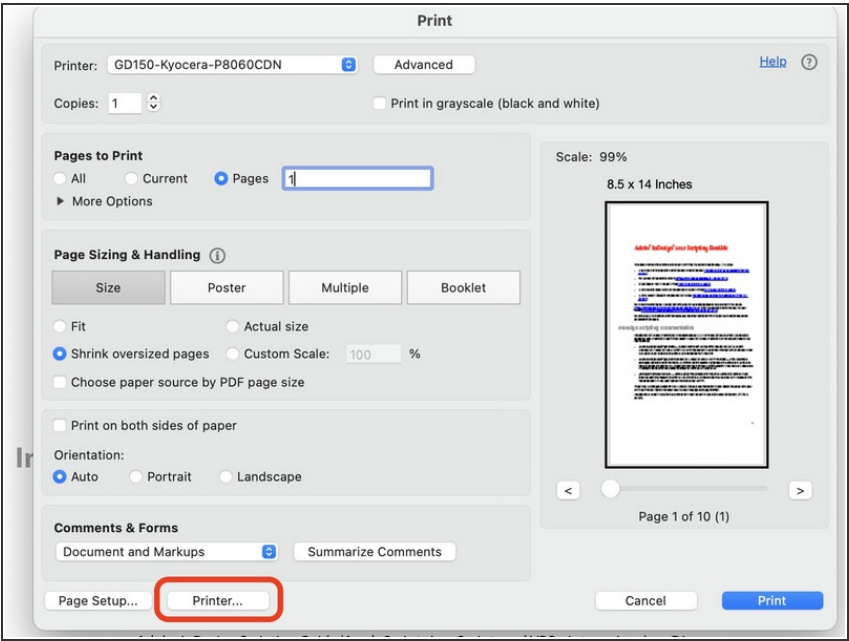 Print
Printer: GD150-Kyocera-P8060CDN Advanced Help ?
Copies: 1 Print in grayscale (black and white)
Pages to Print
All Current Pages 1
More Options
Page Sizing & Handling i
Size Poster Multiple Booklet
Fit Actual size
Shrink oversized pages Custom Scale: 100 %
Choose paper source by PDF page size
Print on both sides of paper
Orientation:
Auto Portrait Landscape
Comments & Forms
Document and Markups Summarize Comments
Scale: 99%
8.5 x 14 Inches
< >
Page 1 of 10 (1)
Page Setup... Printer... Cancel Print